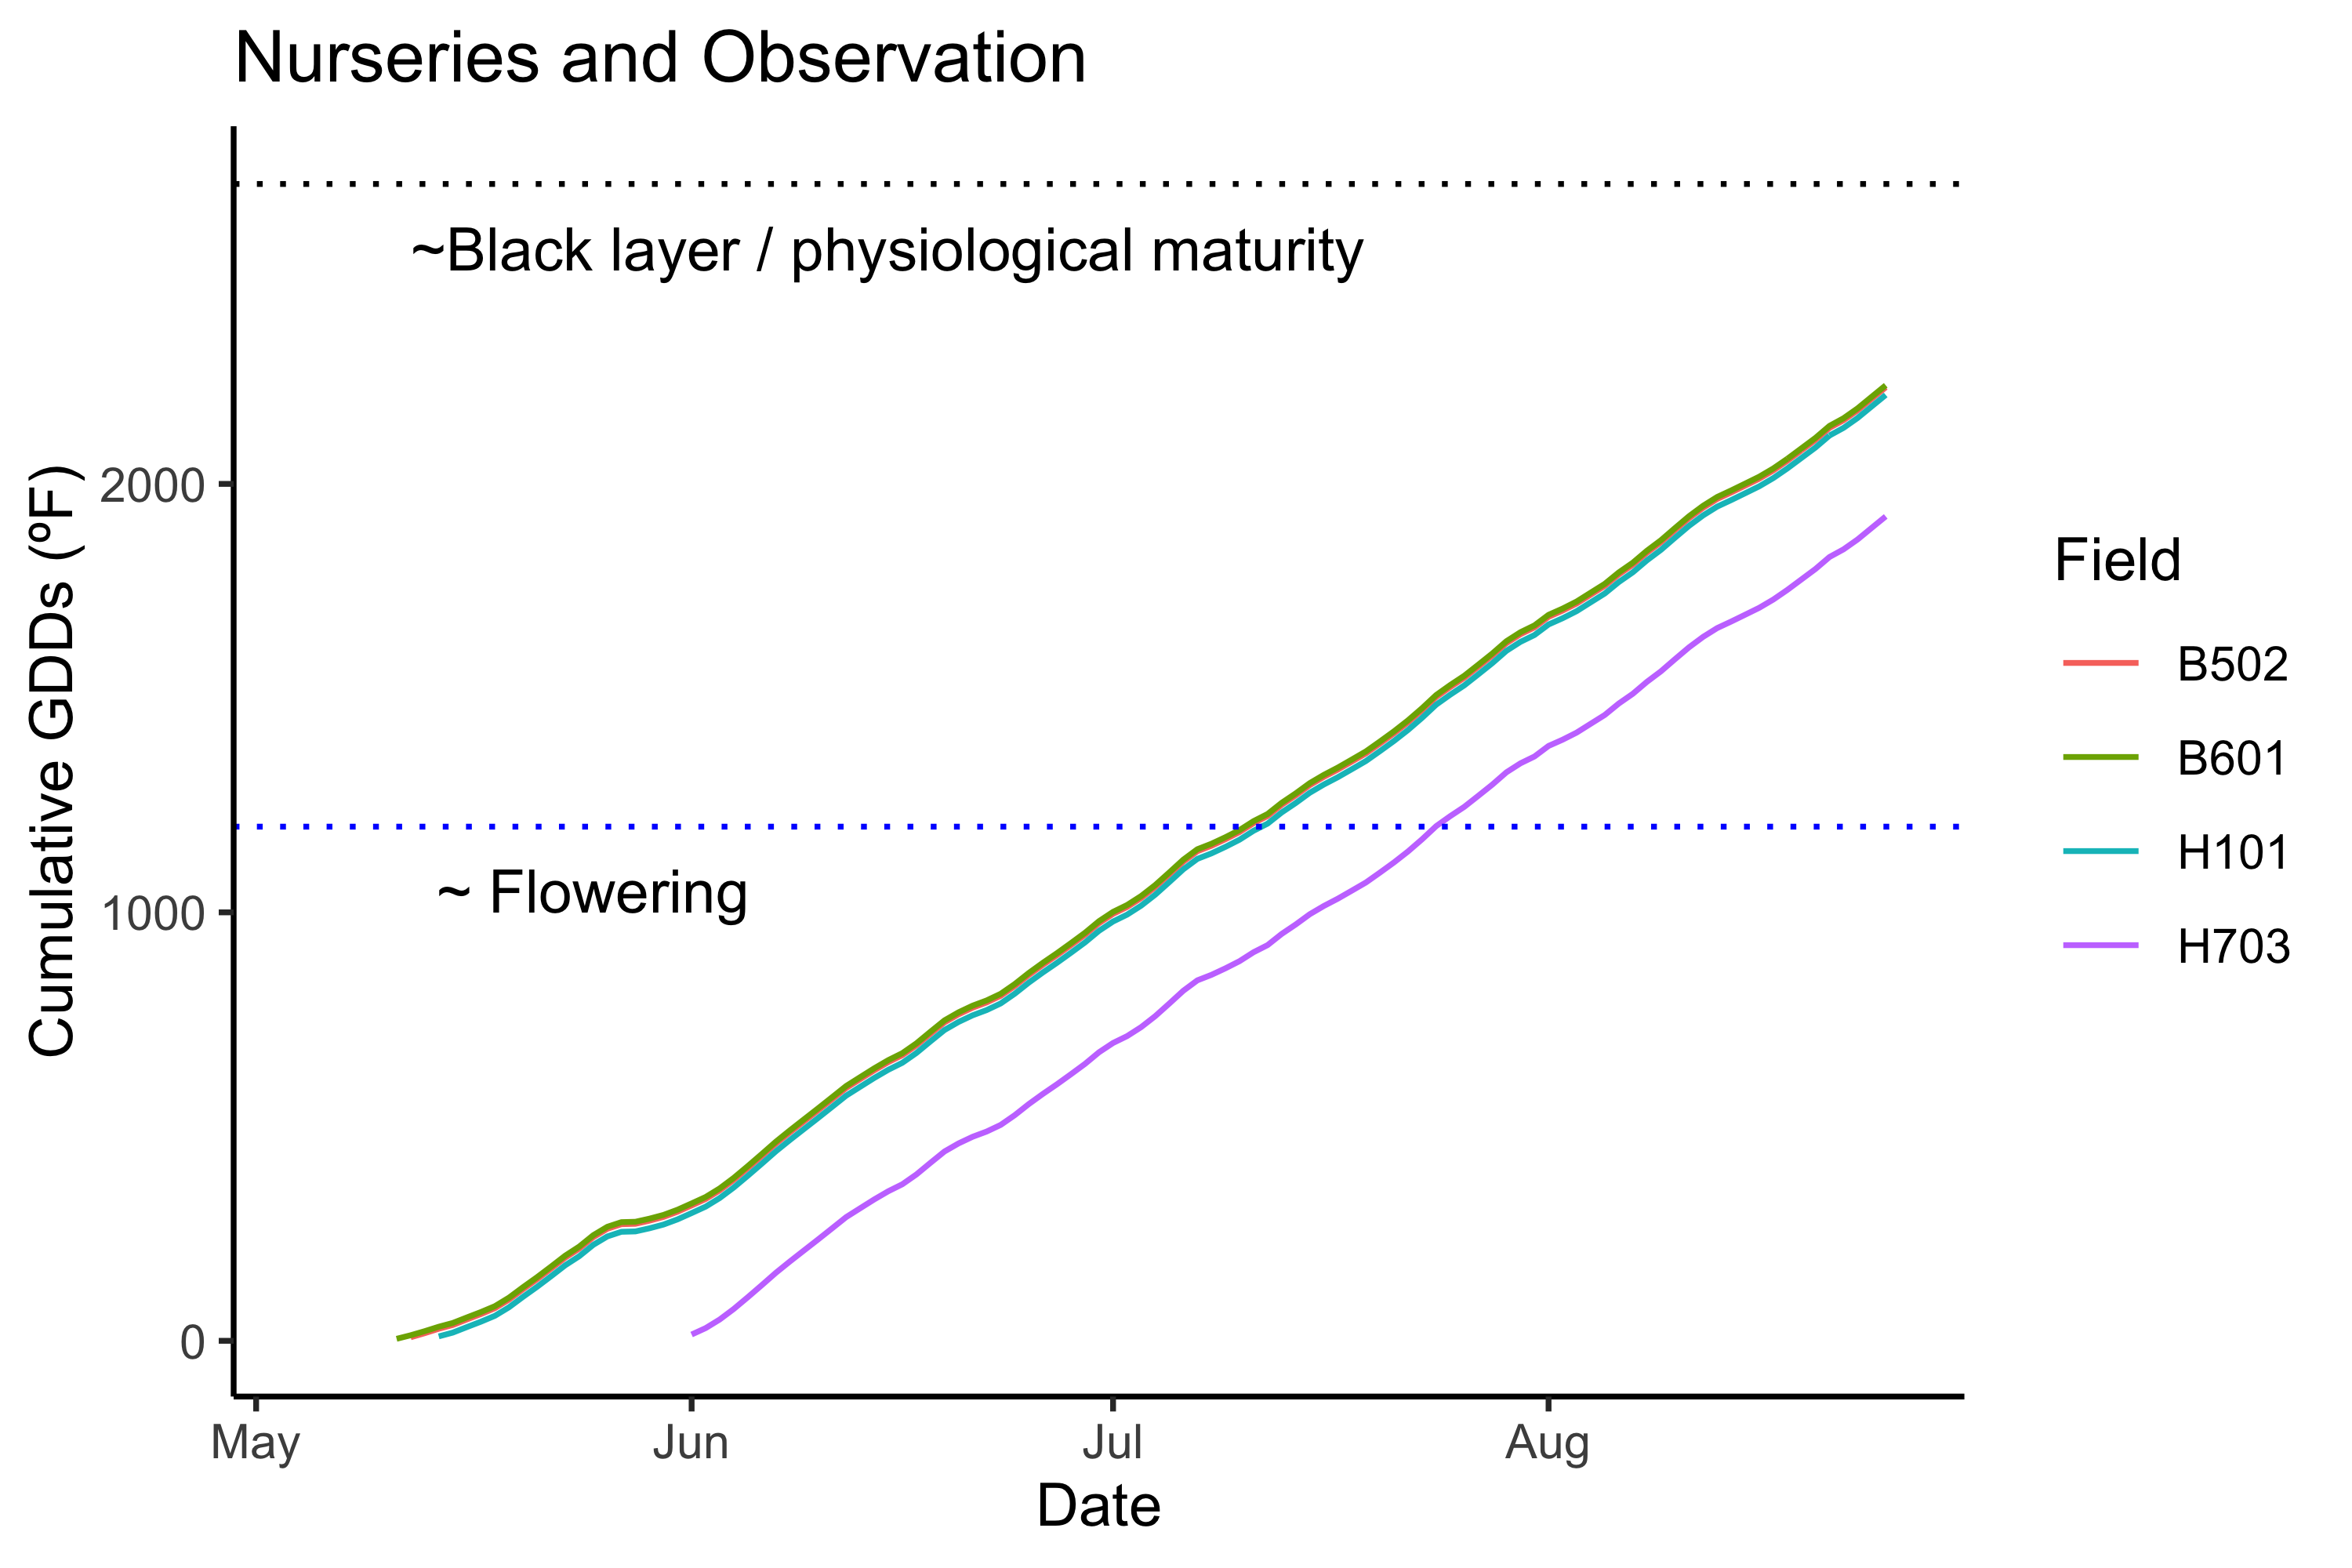 Nurseries and Observation
~Black layer / physiological maturity
~ Flowering
Cumulative GDDs (ºF)
2000
1000
0
May
Jun
Jul
Aug
Date
Field
B502
B601
H101
H703